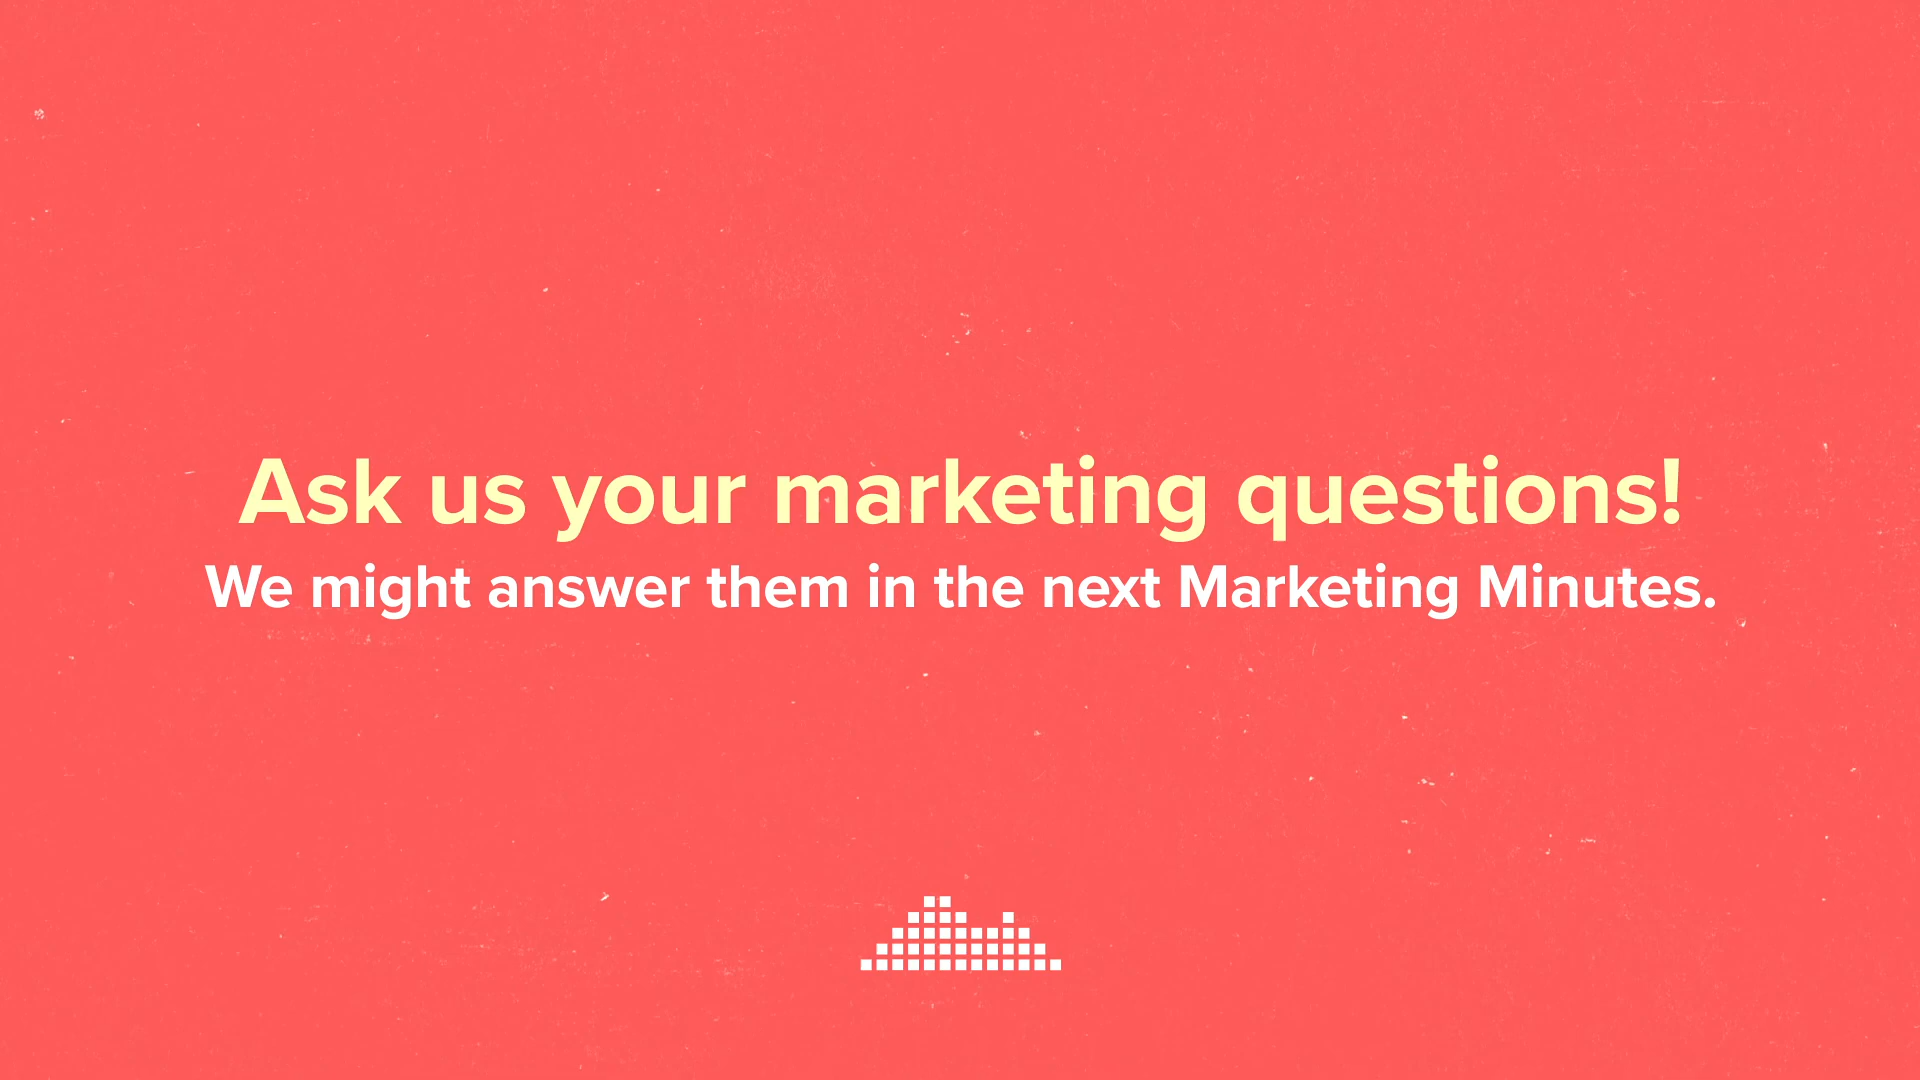 Ask us your marketing questions!
We might answer them in the next Marketing Minutes.